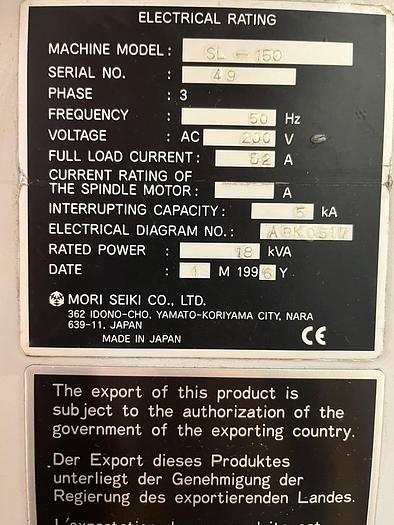 ELECTRICAL RATING
MACHINE MODEL : SL - 150
SERIAL NO. : 49
PHASE : 3
FREQUENCY : 50 Hz
VOLTAGE : AC 200 V
FULL LOAD CURRENT : 52 A
CURRENT RATING OF
THE SPINDLE MOTOR : A
INTERRUPTING CAPACITY : 5 kA
ELECTRICAL DIAGRAM NO. : ABK0517
RATED POWER : 18 kVA
DATE : 1 M 1996 Y
MORI SEIKI CO., LTD.
362 IDONO-CHO, YAMATO-KORIYAMA CITY, NARA
639-11, JAPAN
MADE IN JAPAN
CE
The export of this product is
subject to the authorization of the
government of the exporting country.
Der Export dieses Produktes
unterliegt der Genehmigung der
Regierung des exportierenden Landes.